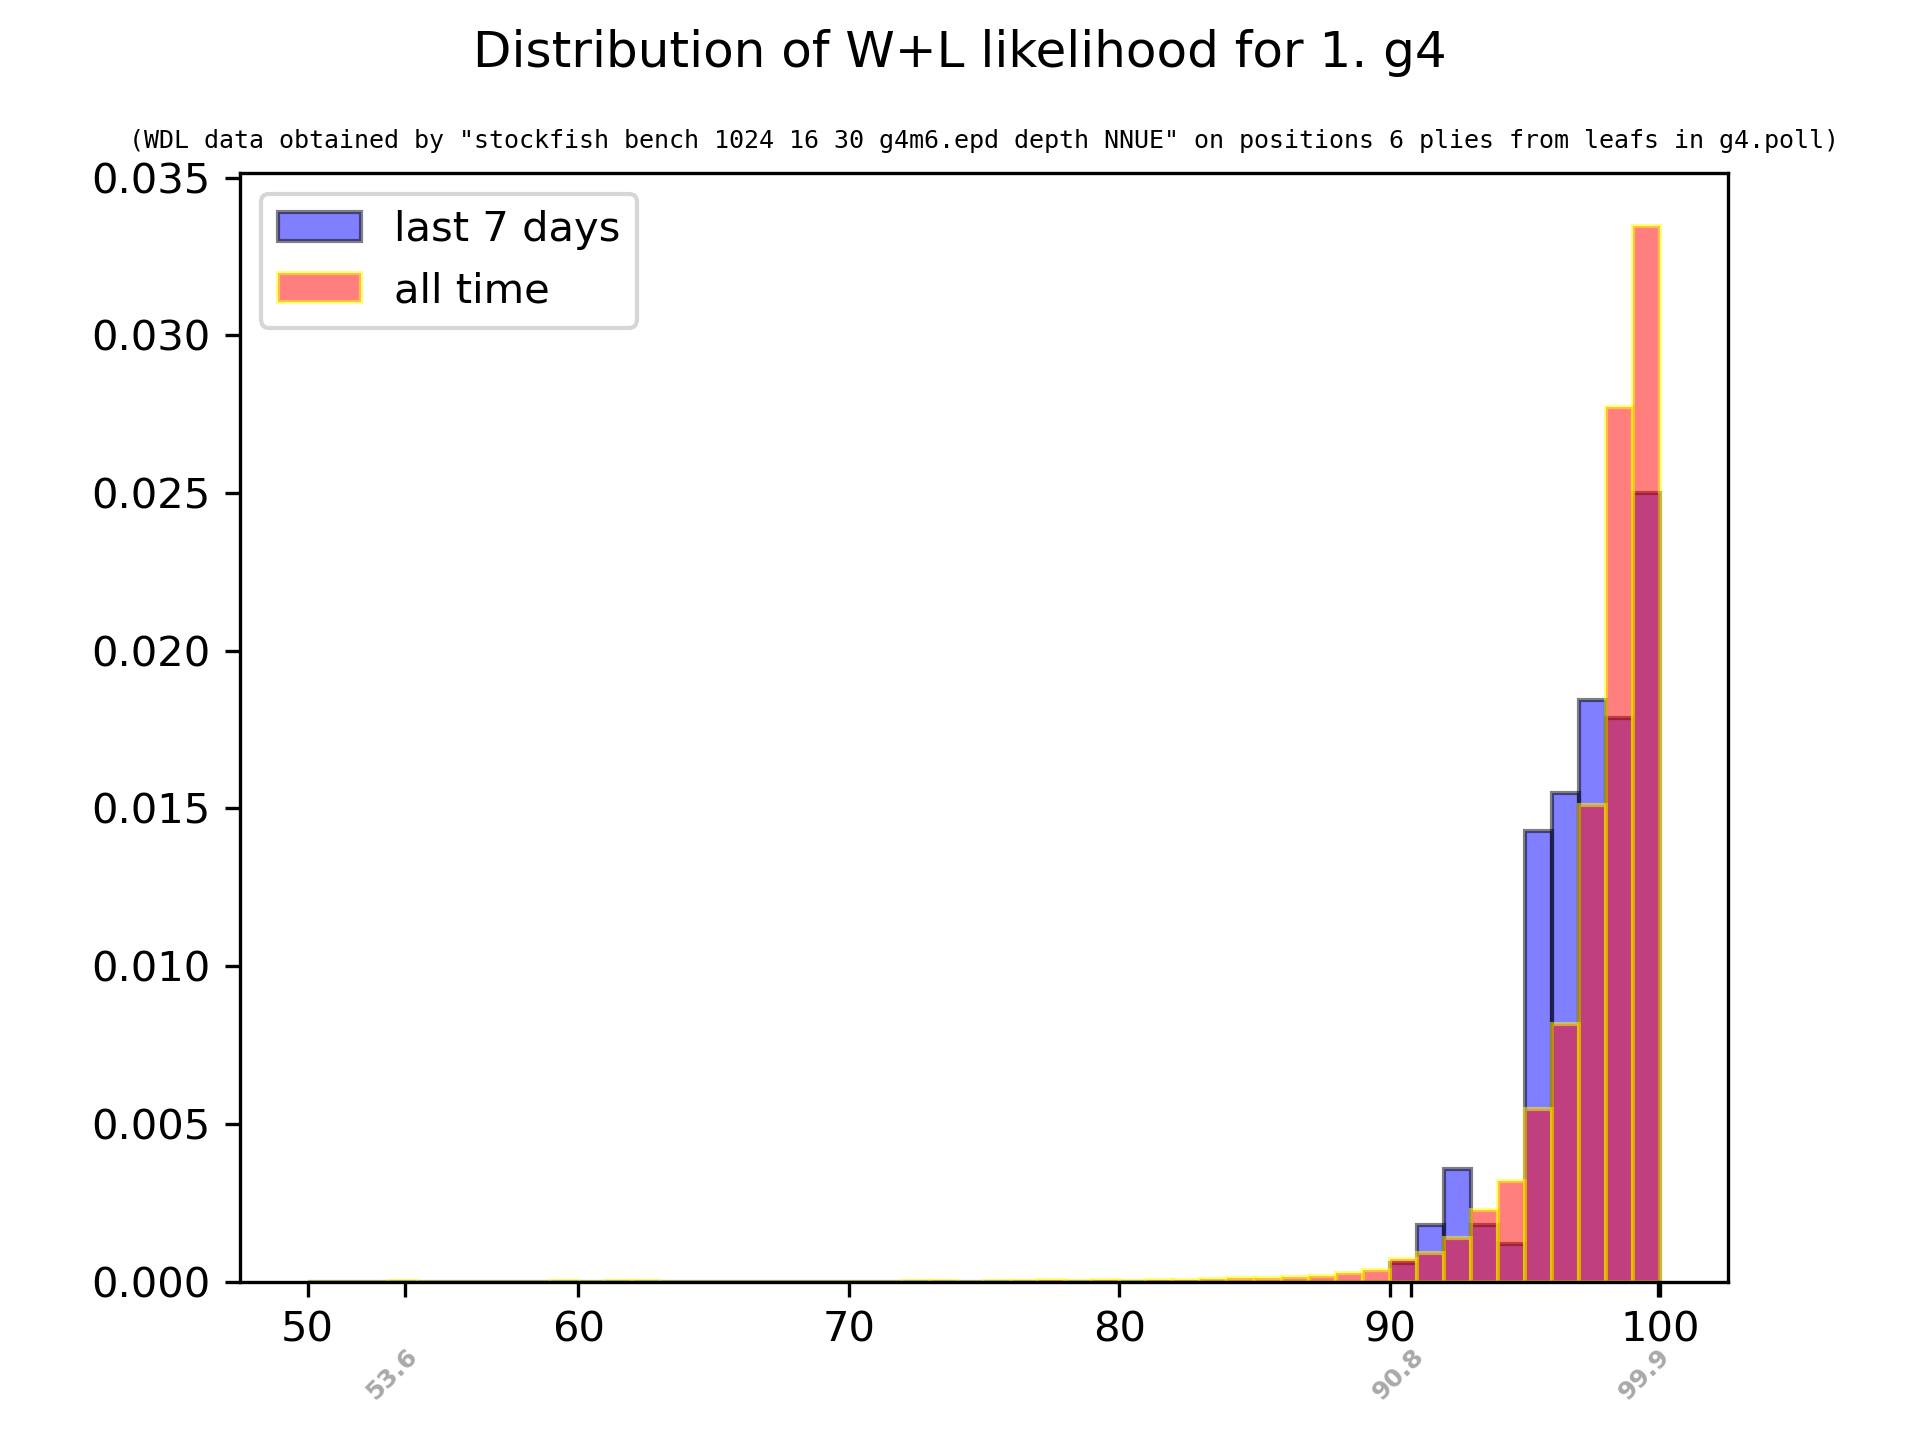 Distribution of W+L likelihood for 1. g4
(WDL data obtained by "stockfish bench 1024 16 30 g4m6.epd depth NNUE" on positions 6 plies from leafs in g4.poll)
last 7 days
all time
0.035
0.030
0.025
0.020
0.015
0.010
0.005
0.000
50 60 70 80 90 100
53.6 90.8 99.9